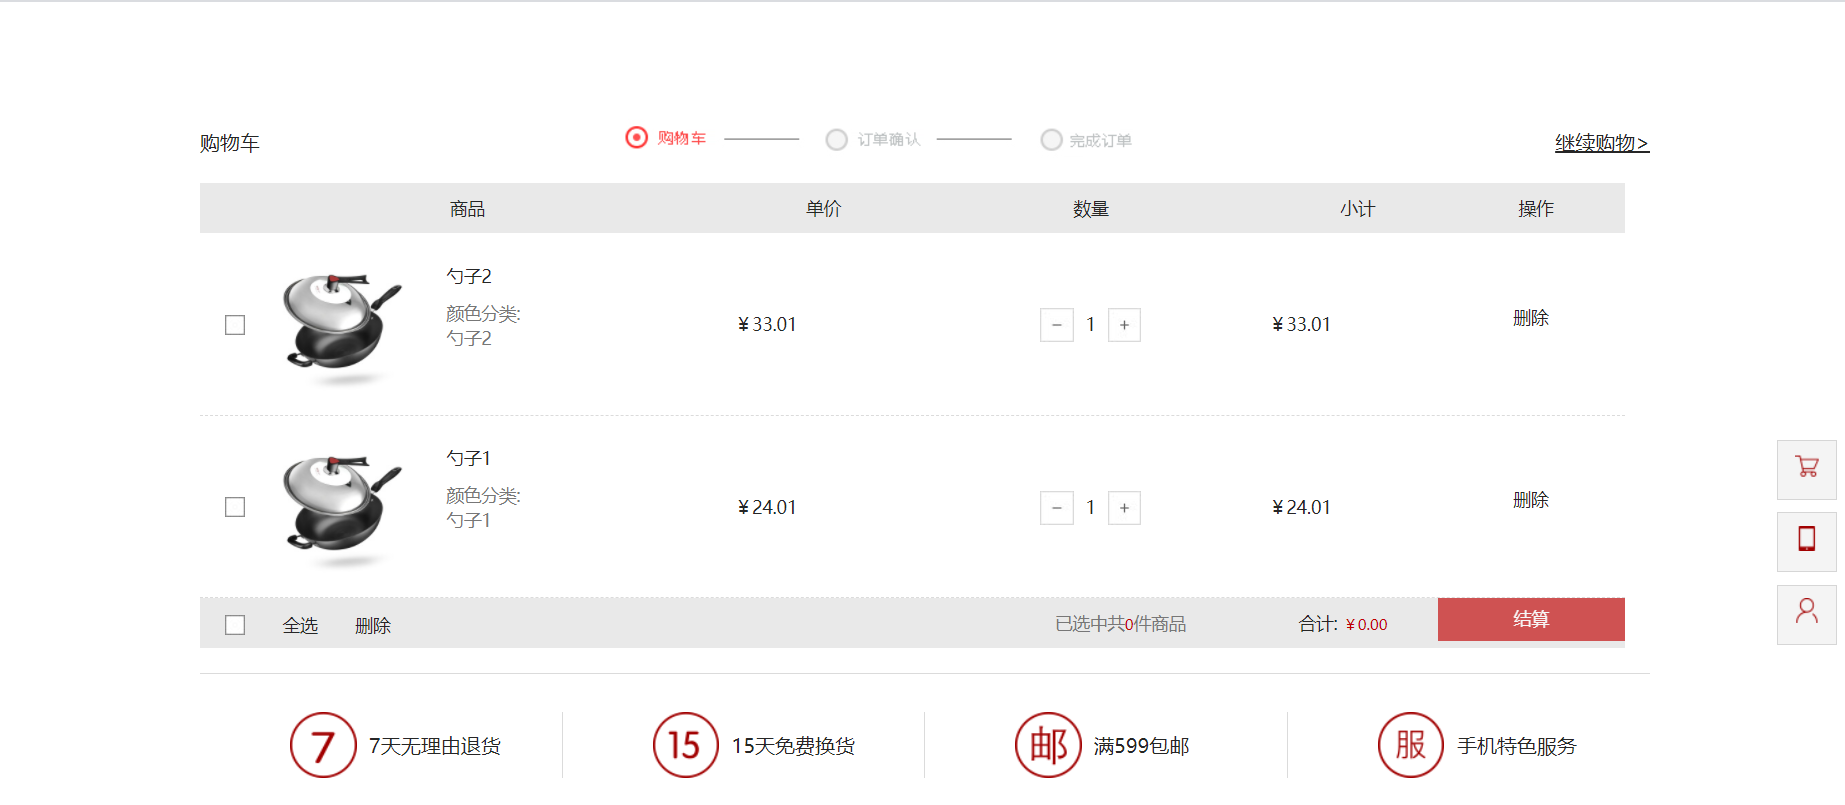 购物车
购物车 订单确认 完成订单
继续购物>
商品 单价 数量 小计 操作
勺子2
颜色分类:
勺子2
¥33.01 − 1 + ¥33.01 删除
勺子1
颜色分类:
勺子1
¥24.01 − 1 + ¥24.01 删除
全选 删除 已选中共0件商品 合计: ¥0.00 结算
7 7天无理由退货
15 15天免费换货
邮 满599包邮
服 手机特色服务